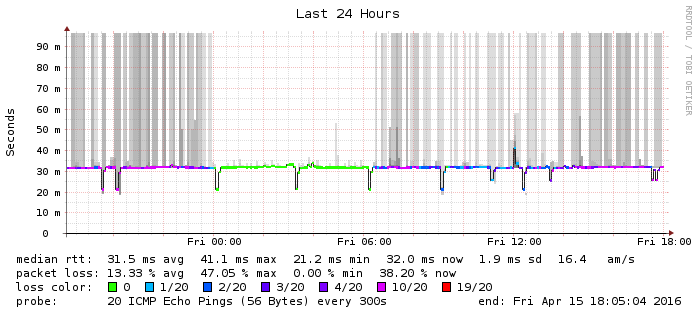 Last 24 Hours
RRDTOOL / TOBI OETIKER
Seconds
90 m
80 m
70 m
60 m
50 m
40 m
30 m
20 m
10 m
0
Fri 00:00 Fri 06:00 Fri 12:00 Fri 18:00
median rtt: 31.5 ms avg 41.1 ms max 21.2 ms min 32.0 ms now 1.9 ms sd 16.4 am/s
packet loss: 13.33 % avg 47.05 % max 0.00 % min 38.20 % now
loss color: 0 1/20 2/20 3/20 4/20 10/20 19/20
probe: 20 ICMP Echo Pings (56 Bytes) every 300s end: Fri Apr 15 18:05:04 2016